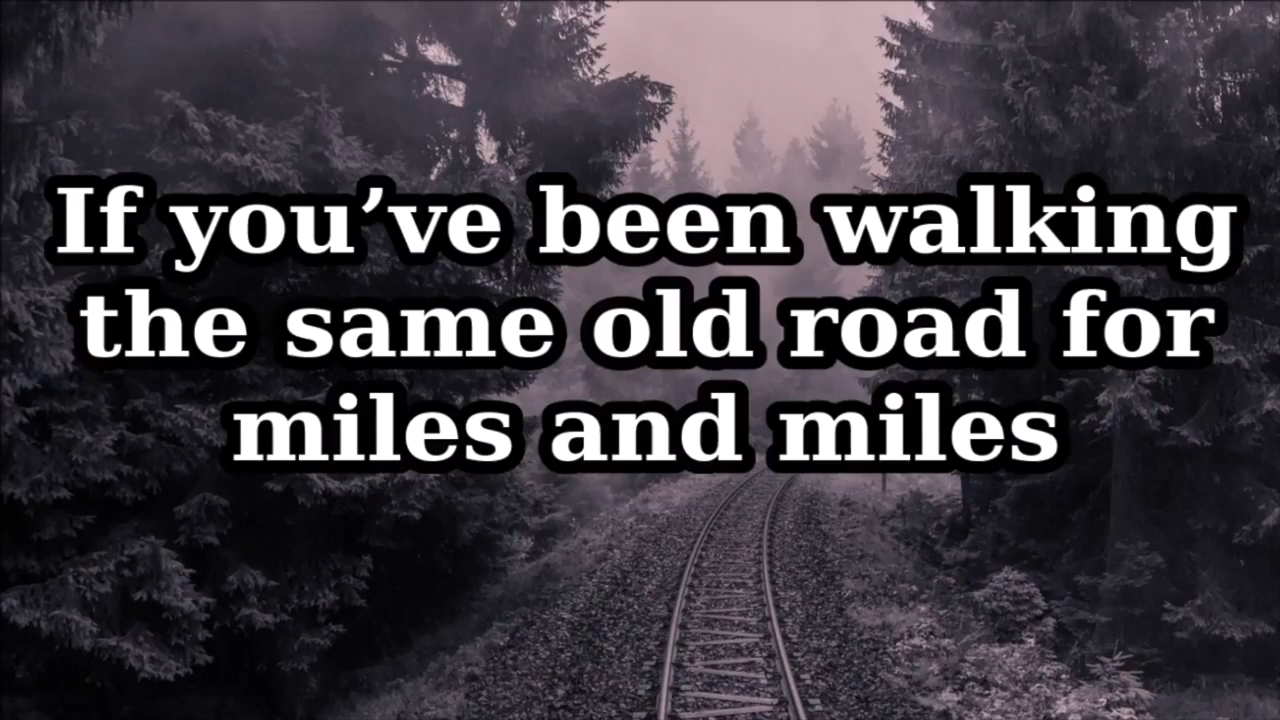 If you’ve been walking
the same old road for
miles and miles